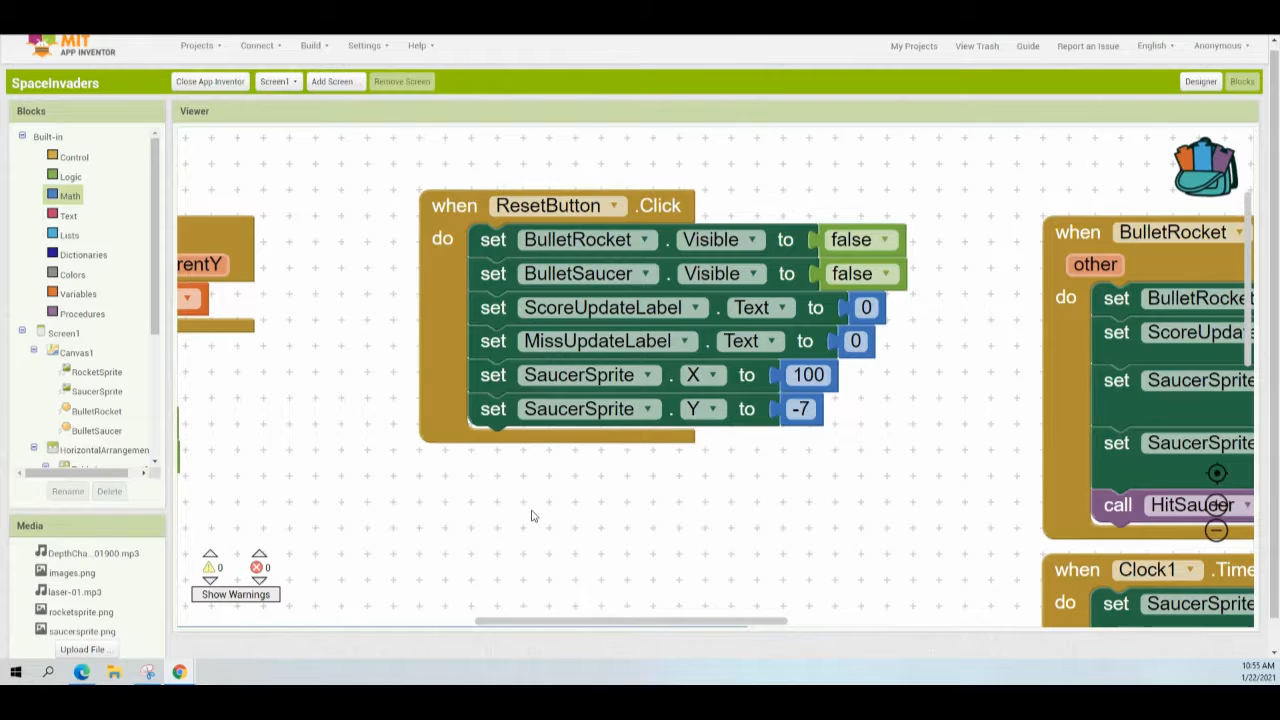 MIT
APP INVENTOR
Projects Connect Build Settings Help My Projects View Trash Guide Report an Issue English Anonymous
SpaceInvaders Close App Inventor Screen1 Add Screen ... Remove Screen Designer Blocks
Blocks
Viewer
Built-in
Control
Logic
Math
Text
Lists
Dictionaries
Colors
Variables
Procedures
Screen1
Canvas1
RocketSprite
SaucerSprite
BulletRocket
BulletSaucer
HorizontalArrangemen
Rename Delete
Media
DepthCha...01900.mp3
images.png
laser-01.mp3
rocketsprite.png
saucersprite.png
Upload File ...
rentY
when ResetButton .Click
do set BulletRocket . Visible to false
set BulletSaucer . Visible to false
set ScoreUpdateLabel . Text to 0
set MissUpdateLabel . Text to 0
set SaucerSprite . X to 100
set SaucerSprite . Y to -7
when BulletRocket
other
do set BulletRocke
set ScoreUpda
set SaucerSprite
set SaucerSprite
call HitSaucer
when Clock1 .Time
do set SaucerSprite
0 0
Show Warnings
10:55 AM
1/22/2021